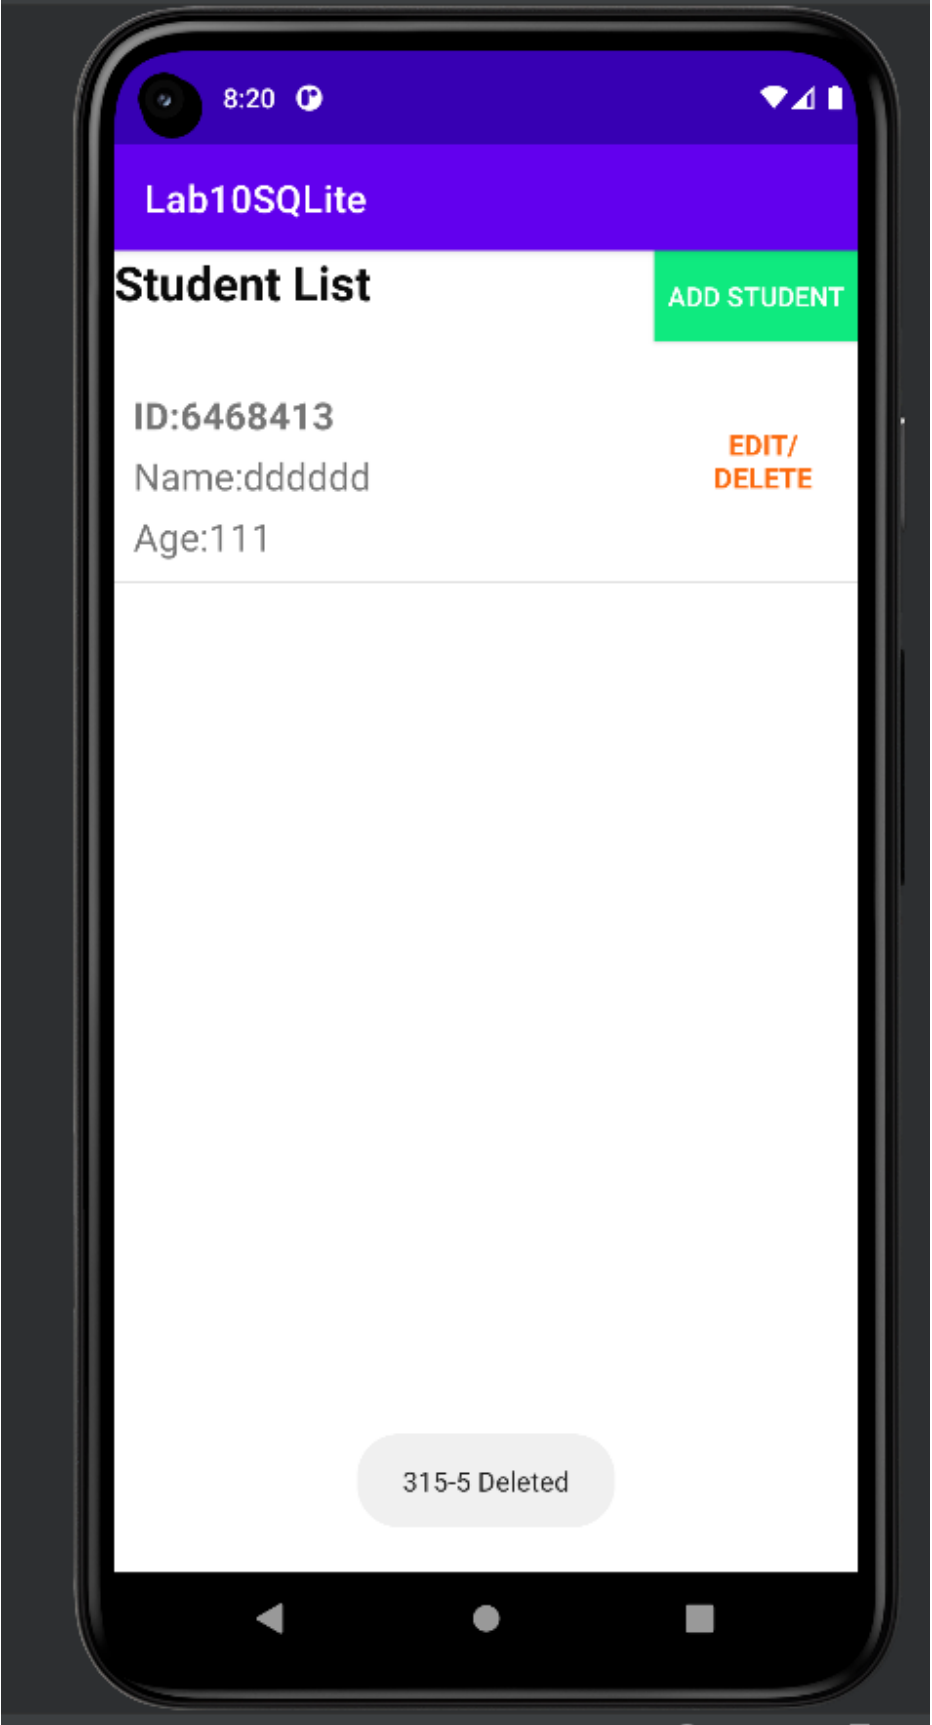 8:20
Lab10SQLite
Student List
ADD STUDENT
ID:6468413
Name:dddddd
Age:111
EDIT/
DELETE
315-5 Deleted